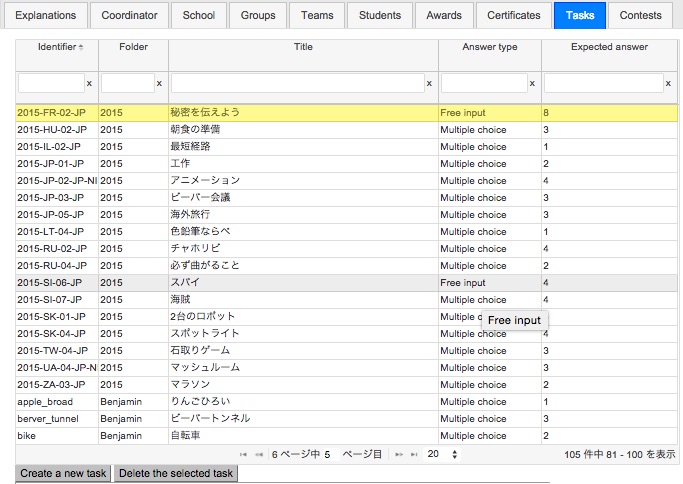 Explanations Coordinator School Groups Teams Students Awards Certificates Tasks Contests
Identifier Folder Title Answer type Expected answer
x x x x x
2015-FR-02-JP 2015 秘密を伝えよう Free input 8
2015-HU-02-JP 2015 朝食の準備 Multiple choice 3
2015-IL-02-JP 2015 最短経路 Multiple choice 1
2015-JP-01-JP 2015 工作 Multiple choice 2
2015-JP-02-JP-NI 2015 アニメーション Multiple choice 4
2015-JP-03-JP 2015 ビーバー会議 Multiple choice 3
2015-JP-05-JP 2015 海外旅行 Multiple choice 3
2015-LT-04-JP 2015 色鉛筆ならべ Multiple choice 1
2015-RU-02-JP 2015 チャホリビ Multiple choice 4
2015-RU-04-JP 2015 必ず曲がること Multiple choice 2
2015-SI-06-JP 2015 スパイ Free input 4
2015-SI-07-JP 2015 海賊 Multiple choice 4
2015-SK-01-JP 2015 2台のロボット Multiple
Free input
2015-SK-04-JP 2015 スポットライト Multiple choice 4
2015-TW-04-JP 2015 石取りゲーム Multiple choice 3
2015-UA-04-JP-N 2015 マッシュルーム Multiple choice 3
2015-ZA-03-JP 2015 マラソン Multiple choice 2
apple_broad Benjamin りんごひろい Multiple choice 1
berver_tunnel Benjamin ビーバートンネル Multiple choice 3
bike Benjamin 自転車 Multiple choice 2
6 ページ中 5 ページ目 20 105 件中 81 - 100 を表示
Create a new task Delete the selected task